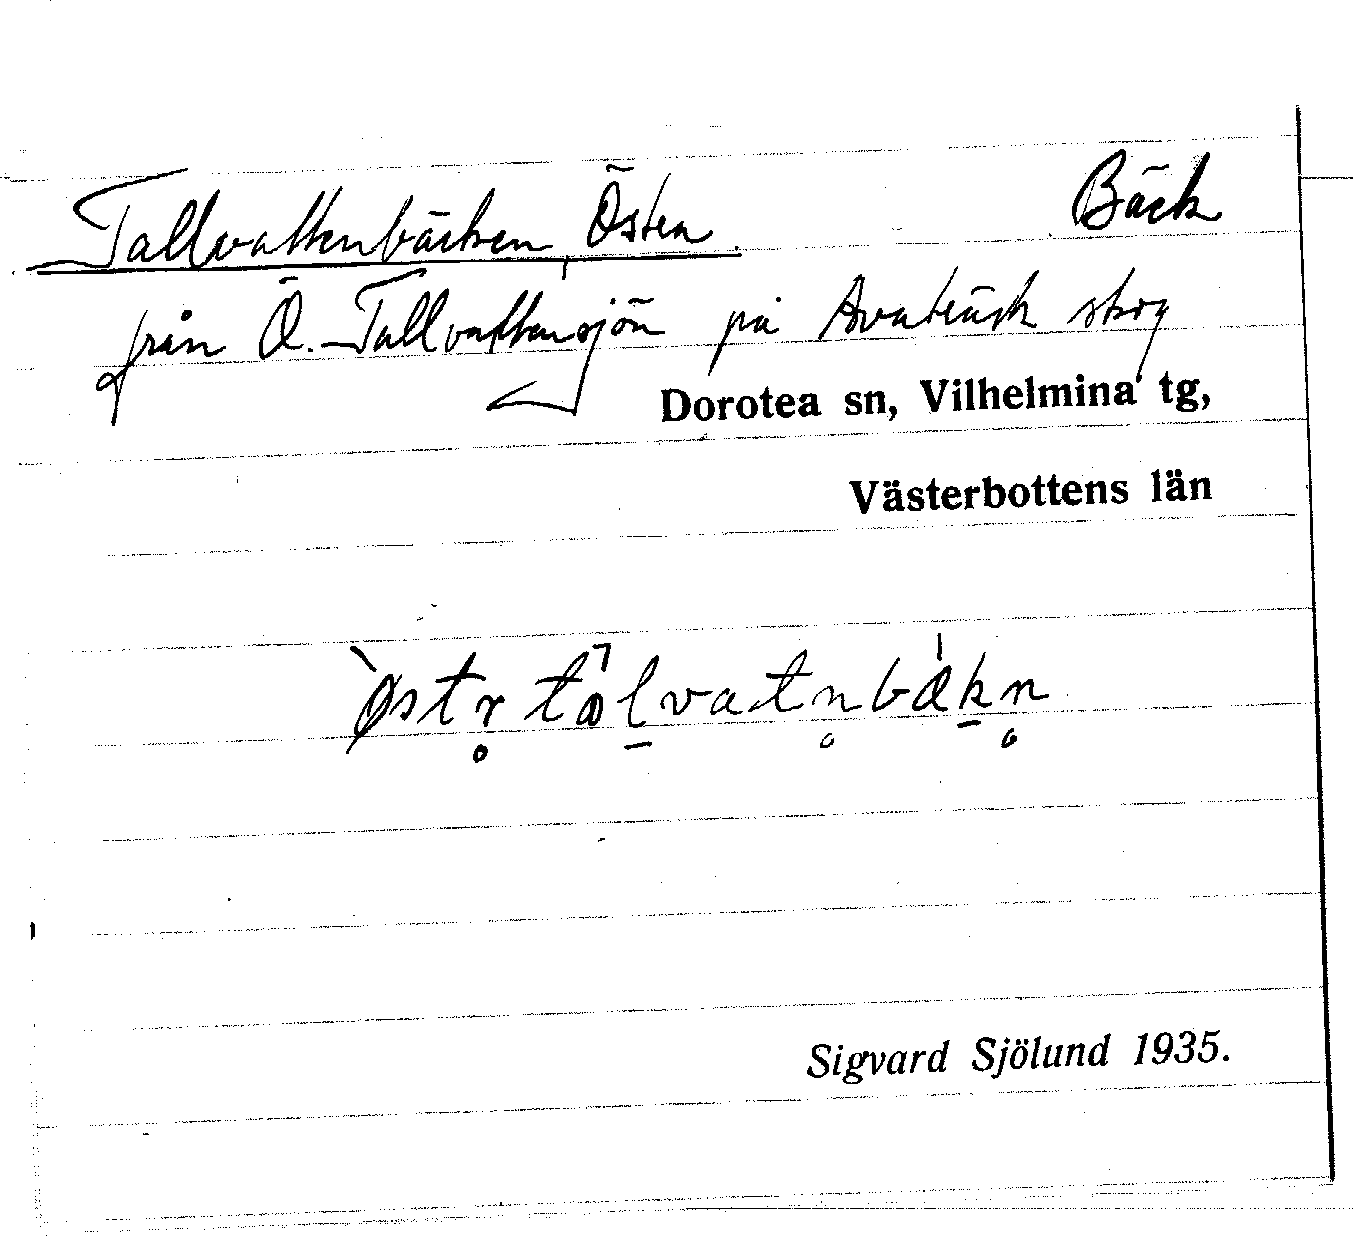 Tallvattenbäcken, Östra. Bäck
från Ö. Tallvattensjön på Avaträsk skog
Dorotea sn, Vilhelmina tg,
Västerbottens län
Sigvard Sjölund 1935.